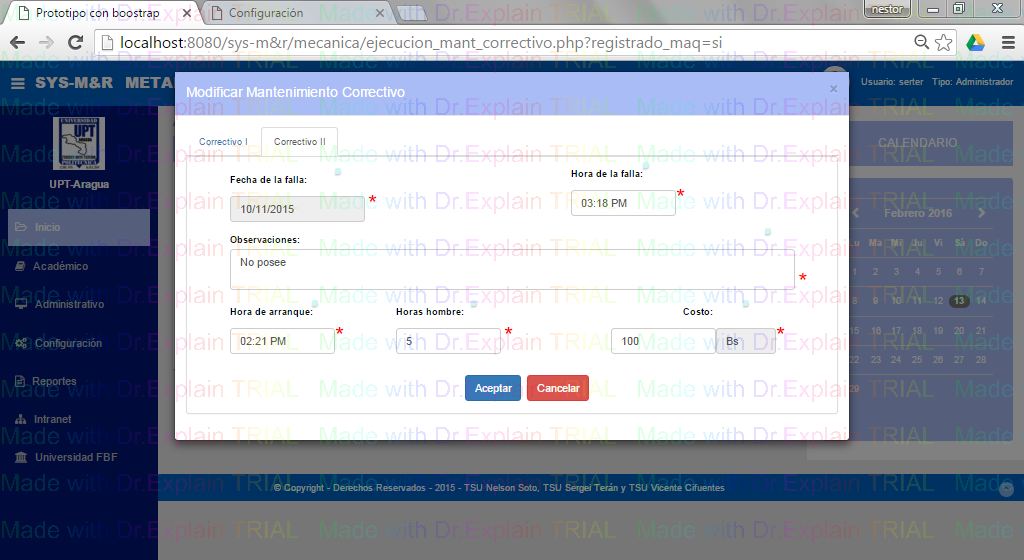 Prototipo con boostrap
Configuración
nestor
localhost:8080/sys-m&r/mecanica/ejecucion_mant_correctivo.php?registrado_maq=si
SYS-M&R
Usuario: serter Tipo: Administrador
Modificar Mantenimiento Correctivo ×
UNIVERSIDAD
UPT
ARAGUA
POLITECNICA
UPT-Aragua
Inicio
Académico
Administrativo
Configuración
Reportes
Intranet
Universidad FBF
Correctivo I
Correctivo II
Fecha de la falla:
Hora de la falla:
10/11/2015 *
03:18 PM *
Observaciones:
No posee *
Hora de arranque: Horas hombre: Costo:
02:21 PM * 5 * 100 Bs *
Aceptar Cancelar
CALENDARIO
Febrero 2016
Lu Ma Mi Ju Vi Sá Do
1 2 3 4 5 6 7
8 9 10 11 12 13 14
15 16 17 18 19 20 21
22 23 24 25 26 27 28
29
© Copyright - Derechos Reservados - 2015 - TSU Nelson Soto, TSU Sergei Terán y TSU Vicente Cifuentes
Made with Dr.Explain TRIAL